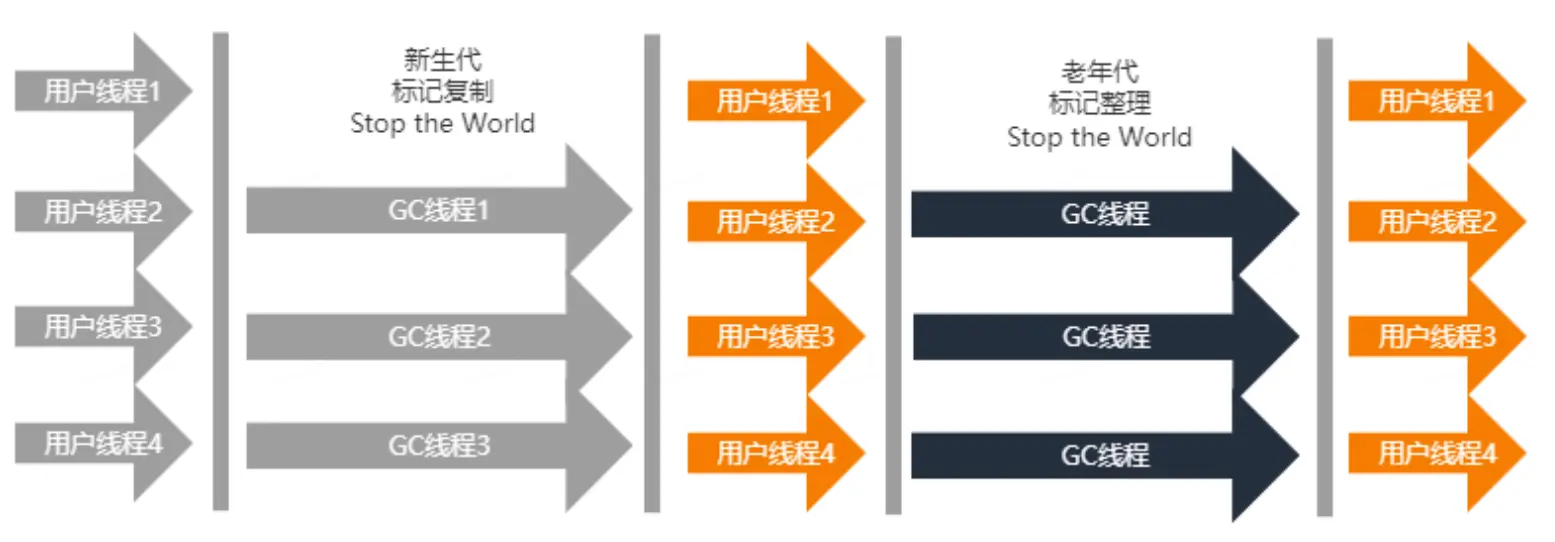 用户线程1
用户线程2
用户线程3
用户线程4
新生代
标记复制
Stop the World
GC线程1
GC线程2
GC线程3
用户线程1
用户线程2
用户线程3
用户线程4
老年代
标记整理
Stop the World
GC线程
GC线程
GC线程
用户线程1
用户线程2
用户线程3
用户线程4